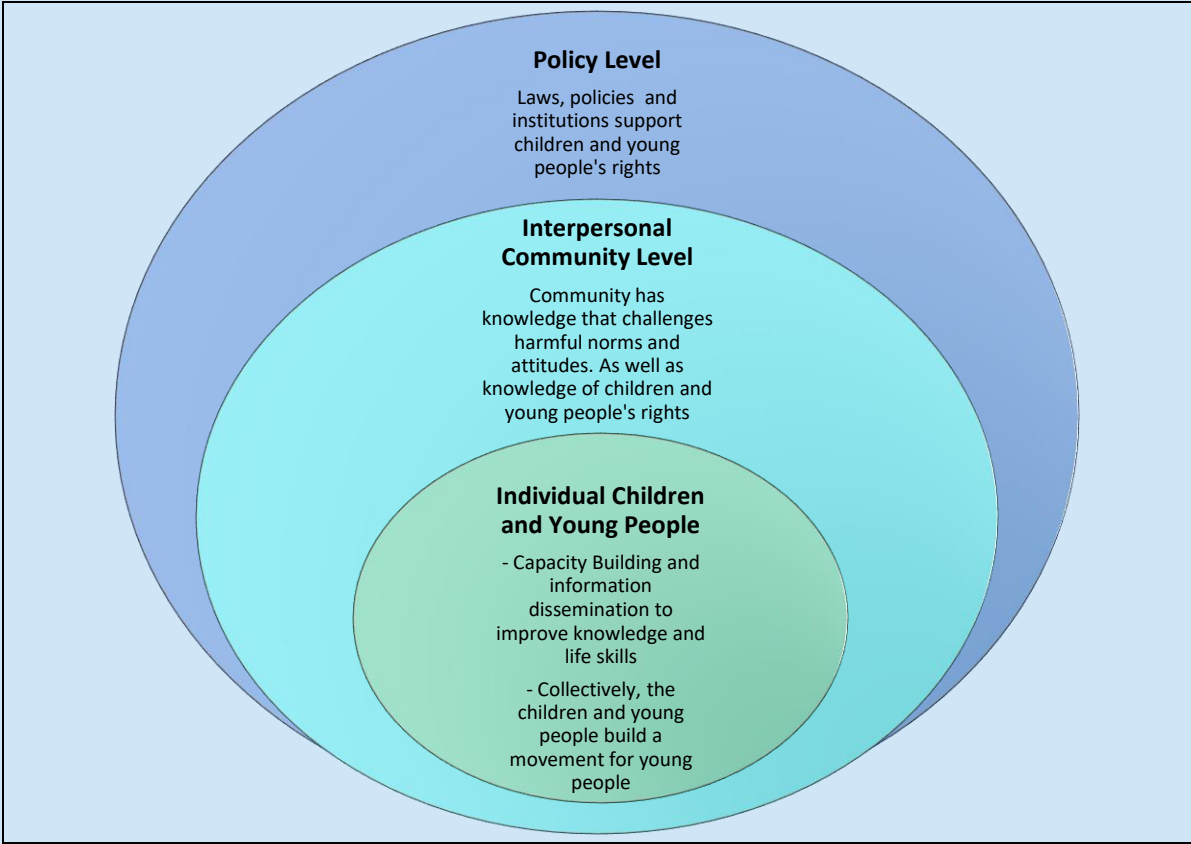 Policy Level
Laws, policies  and
institutions support
children and young
people's rights
Interpersonal
Community Level
Community has
knowledge that challenges
harmful norms and
attitudes. As well as
knowledge of children and
young people's rights
Individual Children
and Young People
- Capacity Building and
information
dissemination to
improve knowledge and
life skills
- Collectively, the
children and young
people build a
movement for young
people